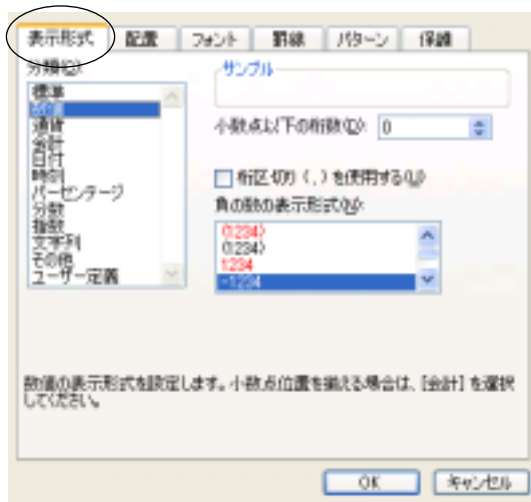 表示形式 配置 フォント 罫線 パターン 保護
分類(C):
標準
数値
通貨
会計
日付
時刻
パーセンテージ
分数
指数
文字列
その他
ユーザー定義
サンプル
小数点以下の桁数(D): 0
桁区切り(,)を使用する(U)
負の数の表示形式(N):
(1234)
(1234)
1234
-1234
数値の表示形式を設定します。小数点位置を揃える場合は、[会計] を選択
してください。
OK キャンセル